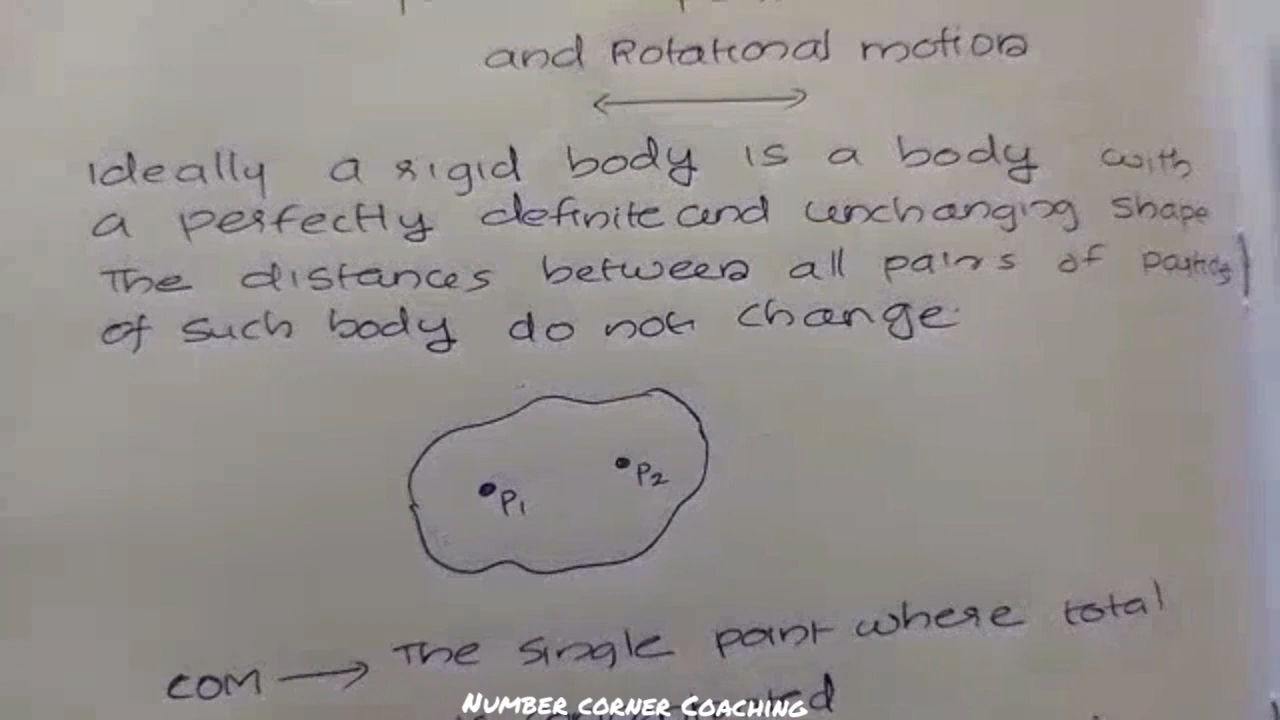 and Rotational motion
ideally a rigid body is a body with
a perfectly definite and unchanging shape
The distances between all pairs of
of such body do not change.
P1
P2
COM → The single point where total
NUMBER CORNER COACHING